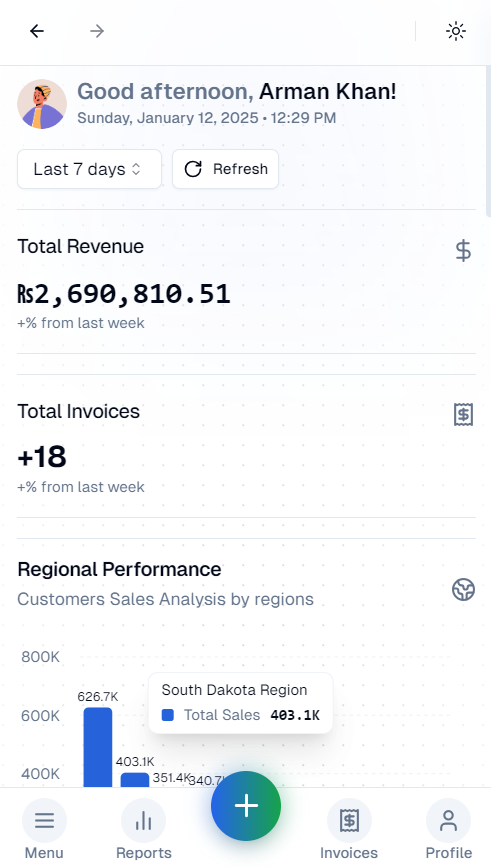 Good afternoon, Arman Khan!
Sunday, January 12, 2025 • 12:29 PM
Last 7 days
Refresh
Total Revenue
₨2,690,810.51
+% from last week
Total Invoices
+18
+% from last week
Regional Performance
Customers Sales Analysis by regions
800K
600K
400K
626.7K
403.1K
351.4K
340.7
South Dakota Region
Total Sales 403.1K
Menu
Reports
Invoices
Profile